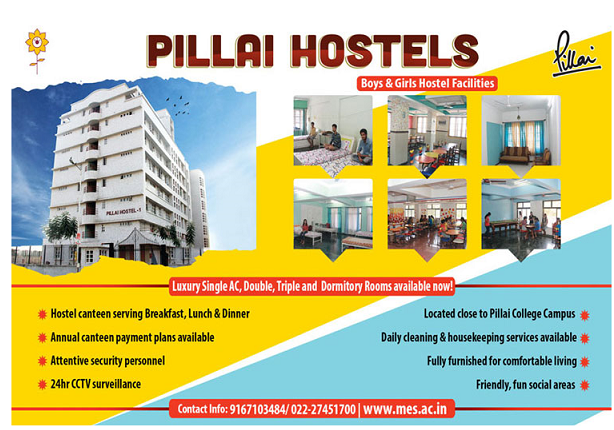 PILLAI HOSTELS
Pillai
Boys & Girls Hostel Facilities
PILLAI HOSTEL-1
Luxury Single AC, Double, Triple and Dormitory Rooms available now!
Hostel canteen serving Breakfast, Lunch & Dinner
Annual canteen payment plans available
Attentive security personnel
24hr CCTV surveillance
Located close to Pillai College Campus
Daily cleaning & housekeeping services available
Fully furnished for comfortable living
Friendly, fun social areas
Contact Info: 9167103484/ 022-27451700 | www.mes.ac.in